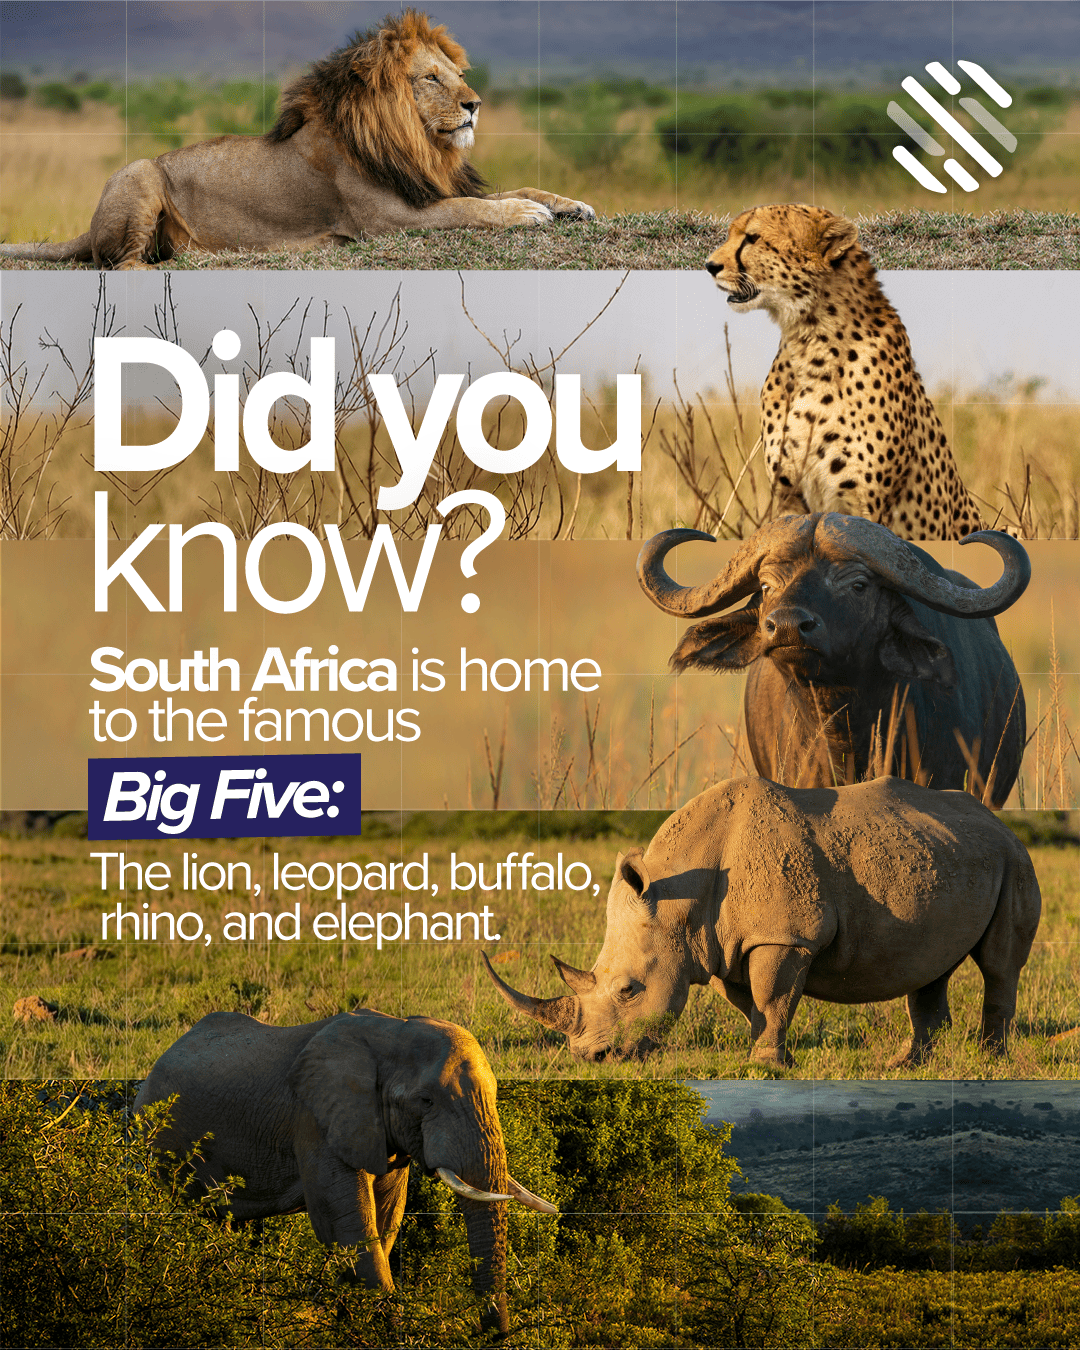 Did you
know?
South Africa is home
to the famous
Big Five:
The lion, leopard, buffalo,
rhino, and elephant.